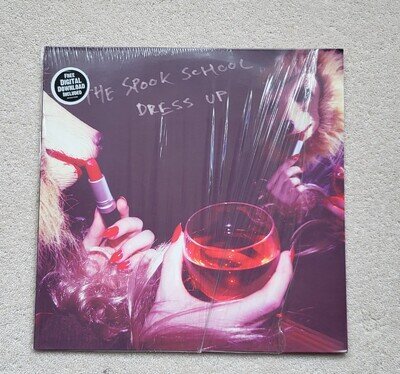 FREE
DIGITAL
DOWNLOAD
INCLUDED
THE SPOOK SCHOOL
DRESS UP